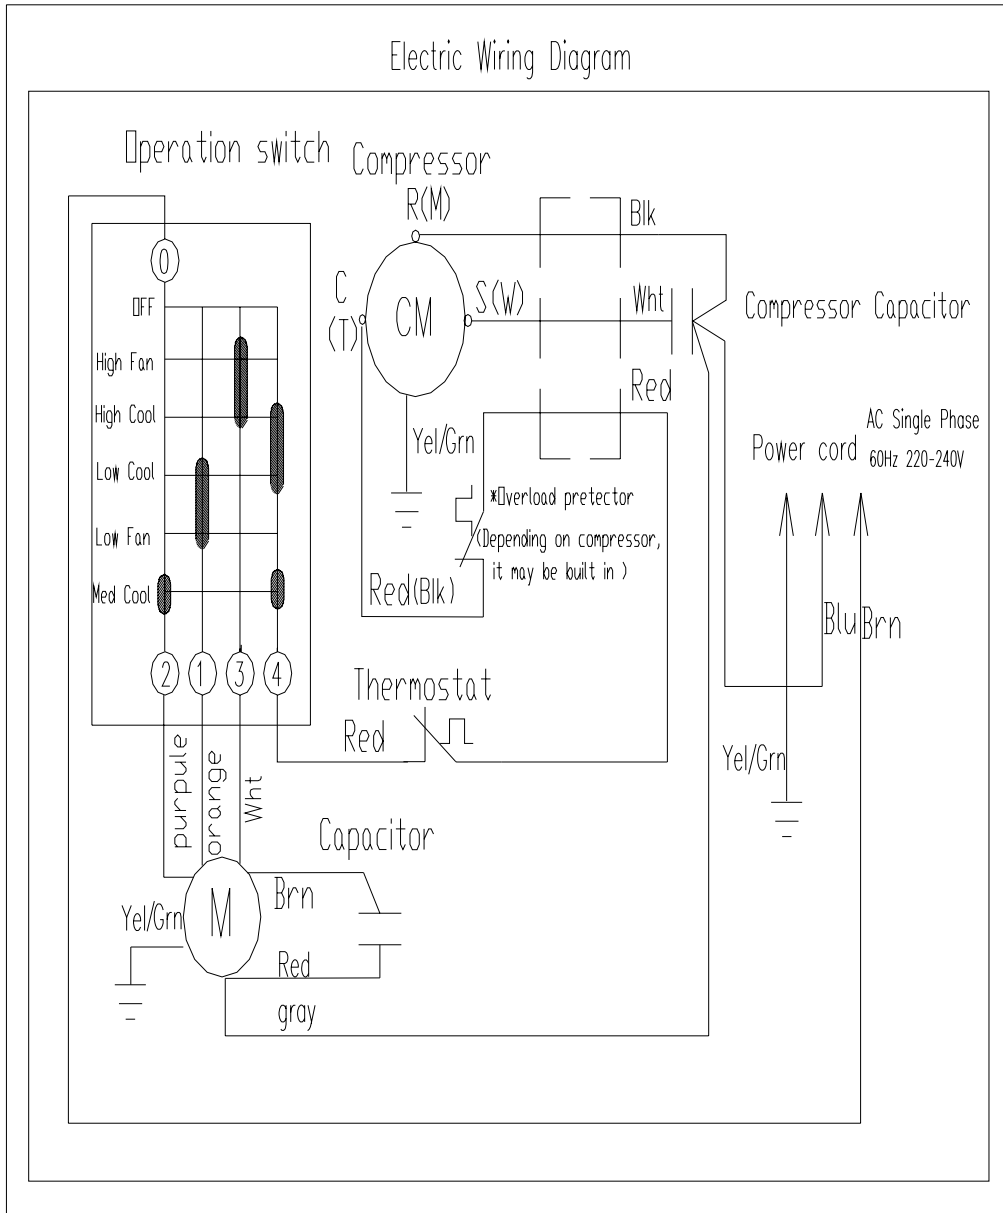 Electric Wiring Diagram
Operation switch
Compressor
R(M)
Blk
0
C
(T)
CM
S(W)
Wht
Compressor Capacitor
OFF
High Fan
High Cool
Low Cool
Low Fan
Med Cool
Red
Yel/Grn
AC Single Phase
Power cord
60Hz 220-240V
*Overload pretector
(Depending on compressor,
it may be built in )
Red(Blk)
Blu
Brn
2
1
3
4
Thermostat
Red
Yel/Grn
purpule
orange
Wht
Capacitor
Brn
Yel/Grn
M
Red
gray